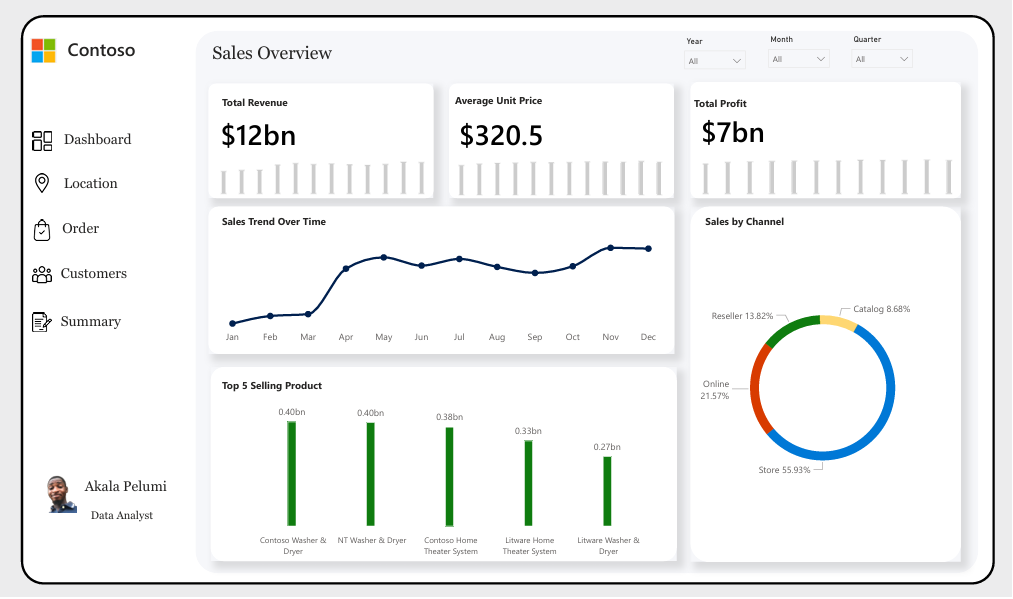 Contoso
Sales Overview
Year
Month
Quarter
All
All
All
Dashboard
Location
Order
Customers
Summary
Akala Pelumi
Data Analyst
Total Revenue
$12bn
Average Unit Price
$320.5
Total Profit
$7bn
Sales Trend Over Time
Jan Feb Mar Apr May Jun Jul Aug Sep Oct Nov Dec
Sales by Channel
Catalog 8.68%
Reseller 13.82%
Online
21.57%
Store 55.93%
Top 5 Selling Product
0.40bn 0.40bn 0.38bn 0.33bn 0.27bn
Contoso Washer &
Dryer
NT Washer & Dryer
Contoso Home
Theater System
Litware Home
Theater System
Litware Washer &
Dryer